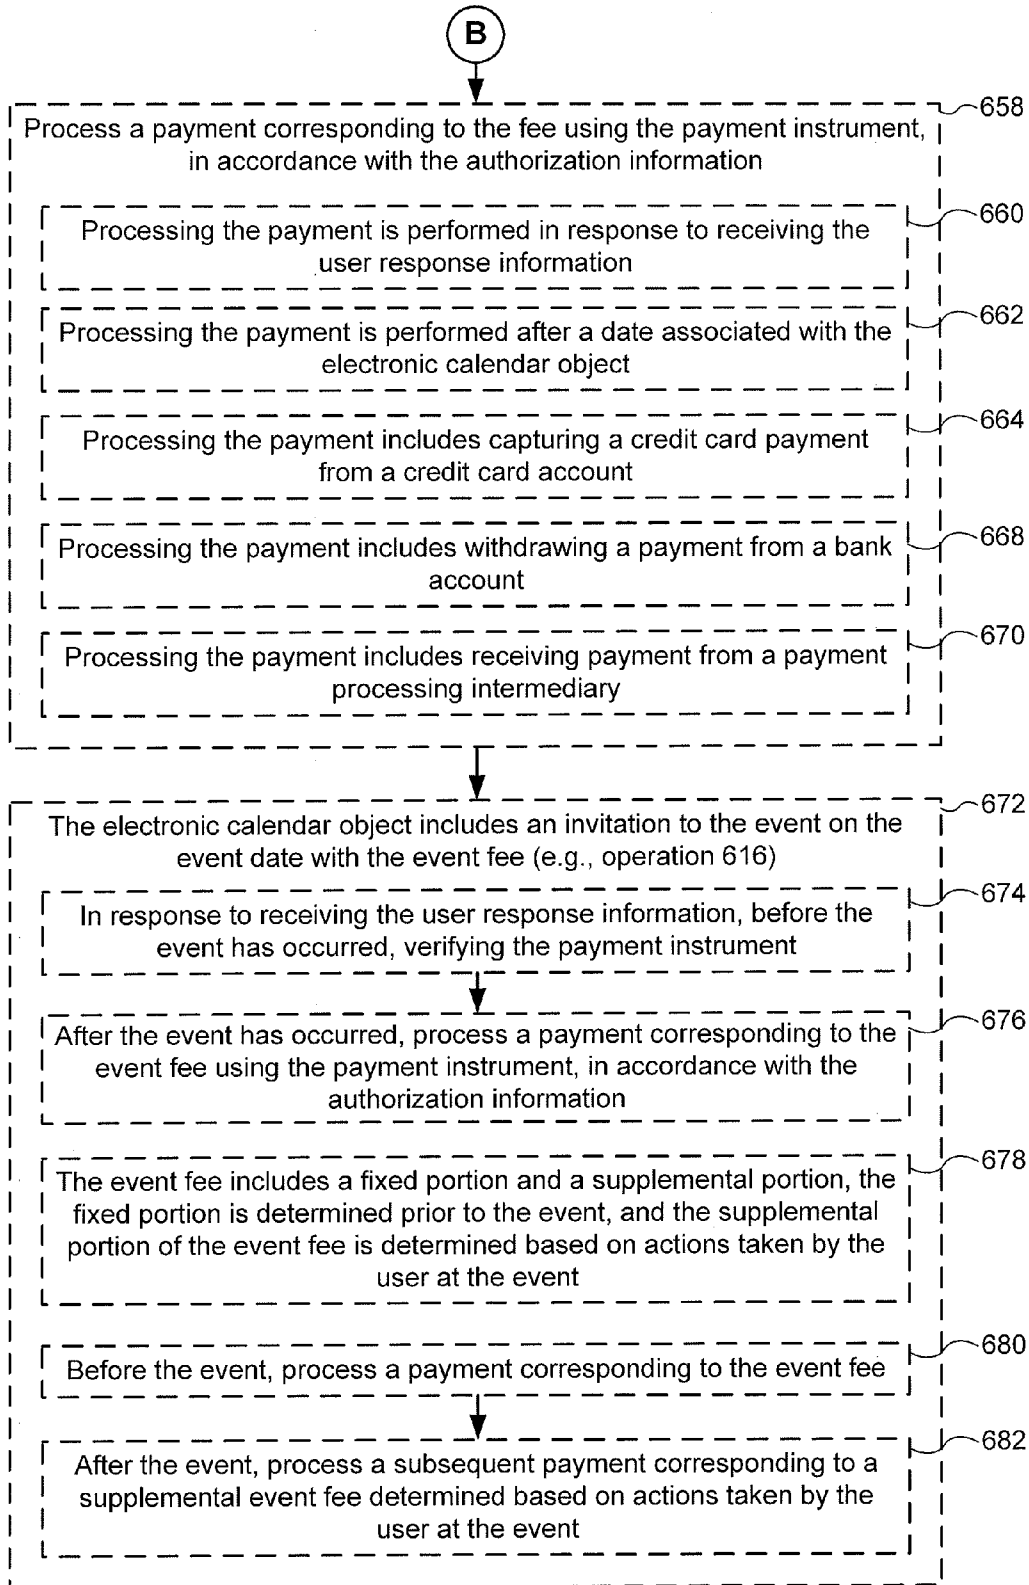 B
658
Process a payment corresponding to the fee using the payment instrument,
in accordance with the authorization information
660
Processing the payment is performed in response to receiving the
user response information
662
Processing the payment is performed after a date associated with the
electronic calendar object
664
Processing the payment includes capturing a credit card payment
from a credit card account
668
Processing the payment includes withdrawing a payment from a bank
account
670
Processing the payment includes receiving payment from a payment
processing intermediary
672
The electronic calendar object includes an invitation to the event on the
event date with the event fee (e.g., operation 616)
674
In response to receiving the user response information, before the
event has occurred, verifying the payment instrument
676
After the event has occurred, process a payment corresponding to the
event fee using the payment instrument, in accordance with the
authorization information
678
The event fee includes a fixed portion and a supplemental portion, the
fixed portion is determined prior to the event, and the supplemental
portion of the event fee is determined based on actions taken by the
user at the event
680
Before the event, process a payment corresponding to the event fee
682
After the event, process a subsequent payment corresponding to a
supplemental event fee determined based on actions taken by the
user at the event